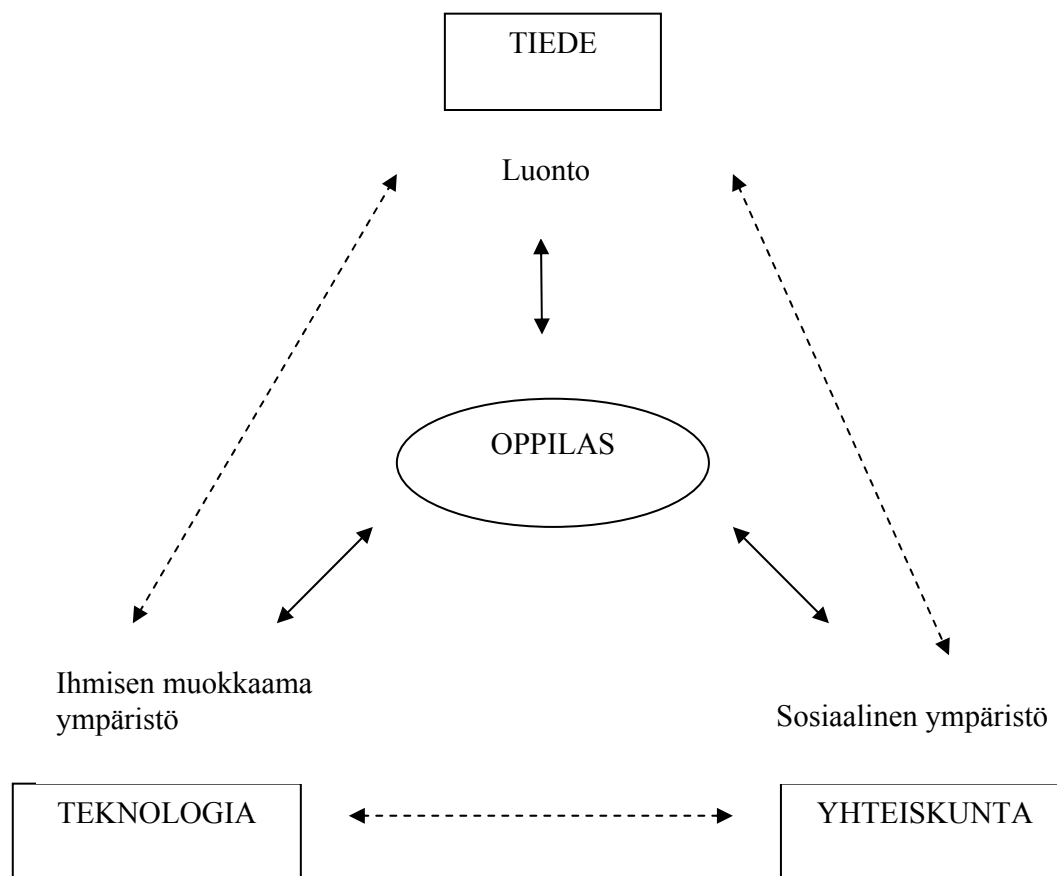 TIEDE
Luonto
OPPILAS
Ihmisen muokkaama
ympäristö
Sosiaalinen ympäristö
TEKNOLOGIA
YHTEISKUNTA